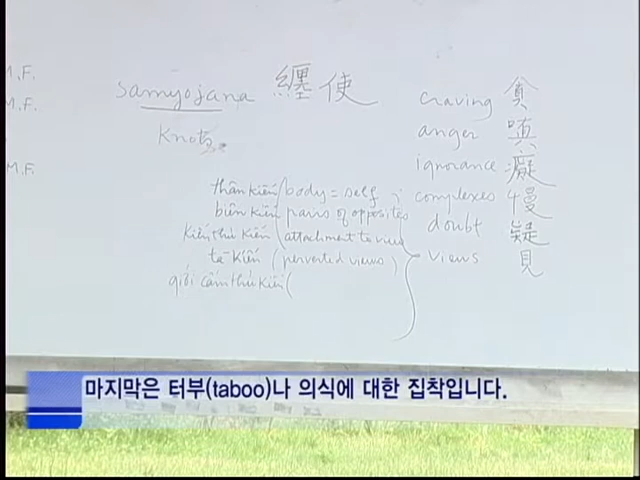 M.F.
M.F.
M.F.
samyojana 纏使
Knots
craving 貪
anger 嗔
ignorance 癡
complexes 慢
doubt 疑
views 見
thân kiến (body = self
biên kiến (pairs of opposites
kiến thủ kiến (attachment to views
tà kiến (perverted views)
giới cấm thủ kiến (
마지막은 터부(taboo)나 의식에 대한 집착입니다.